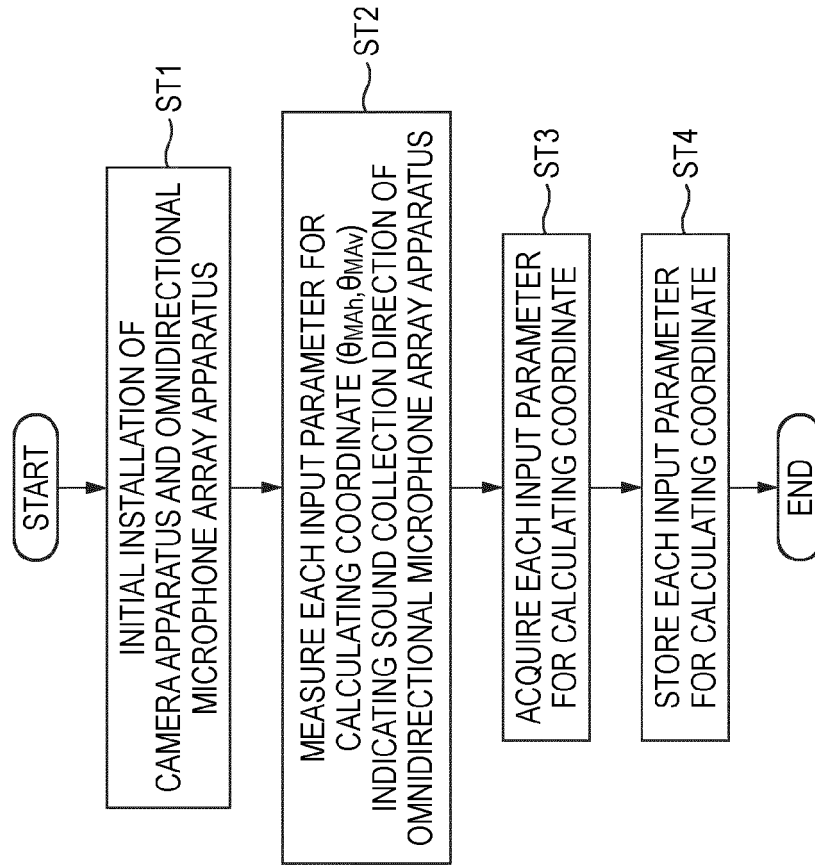 START
INITIAL INSTALLATION OF
CAMERA APPARATUS AND OMNIDIRECTIONAL
MICROPHONE ARRAY APPARATUS
ST1
MEASURE EACH INPUT PARAMETER FOR
CALCULATING COORDINATE (θMAh,θMAv)
INDICATING SOUND COLLECTION DIRECTION OF
OMNIDIRECTIONAL MICROPHONE ARRAY APPARATUS
ST2
ACQUIRE EACH INPUT PARAMETER
FOR CALCULATING COORDINATE
ST3
STORE EACH INPUT PARAMETER
FOR CALCULATING COORDINATE
ST4
END